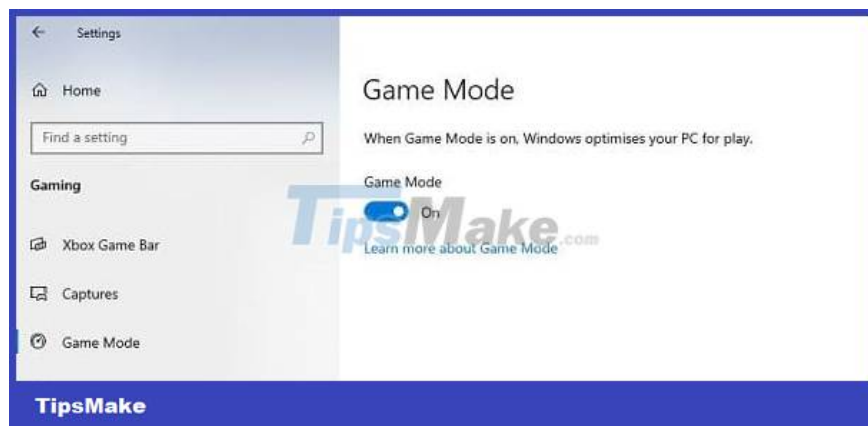 Settings
Home
Find a setting
Gaming
Xbox Game Bar
Captures
Game Mode
Game Mode
When Game Mode is on, Windows optimises your PC for play.
Game Mode
On
Learn more about Game Mode
TipsMake.com
TipsMake